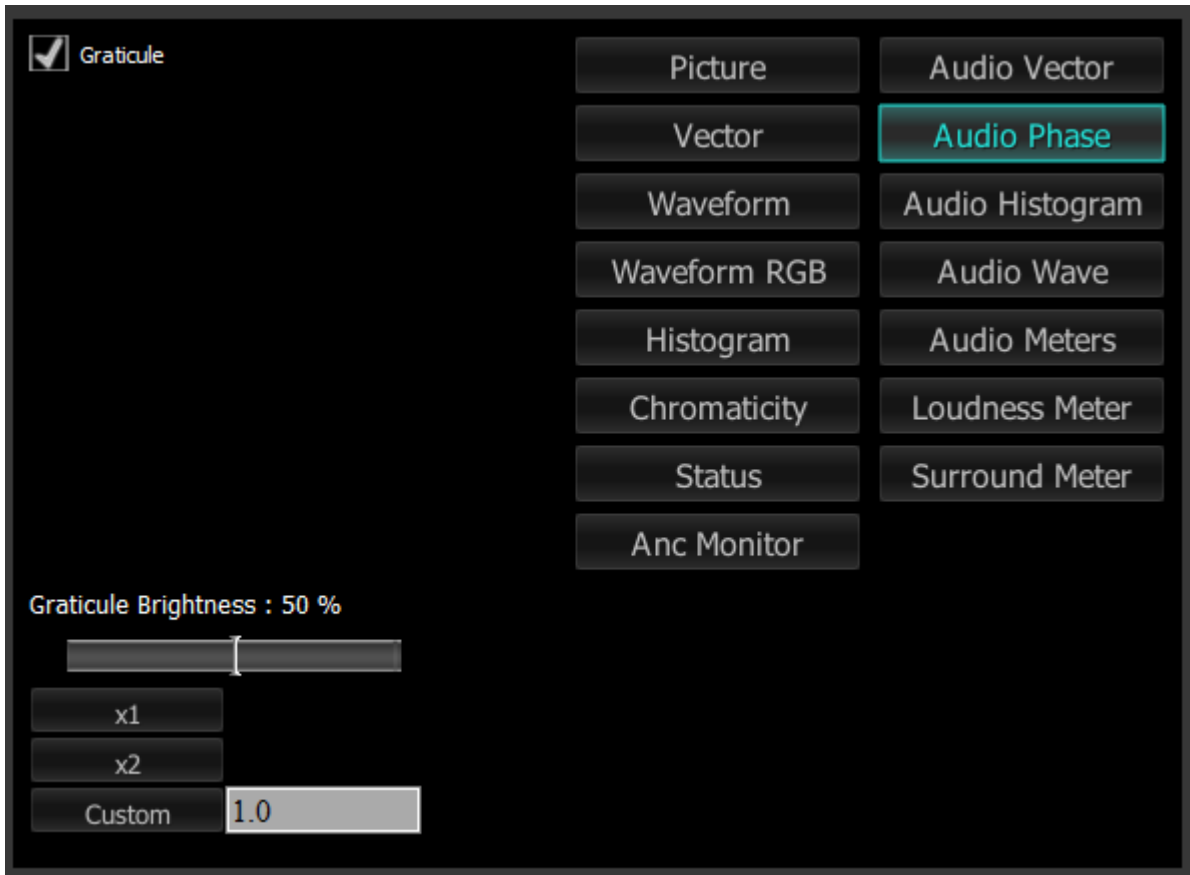 Graticule
Picture
Audio Vector
Vector
Audio Phase
Waveform
Audio Histogram
Waveform RGB
Audio Wave
Histogram
Audio Meters
Chromaticity
Loudness Meter
Status
Surround Meter
Anc Monitor
Graticule Brightness : 50 %
x1
x2
Custom
1.0